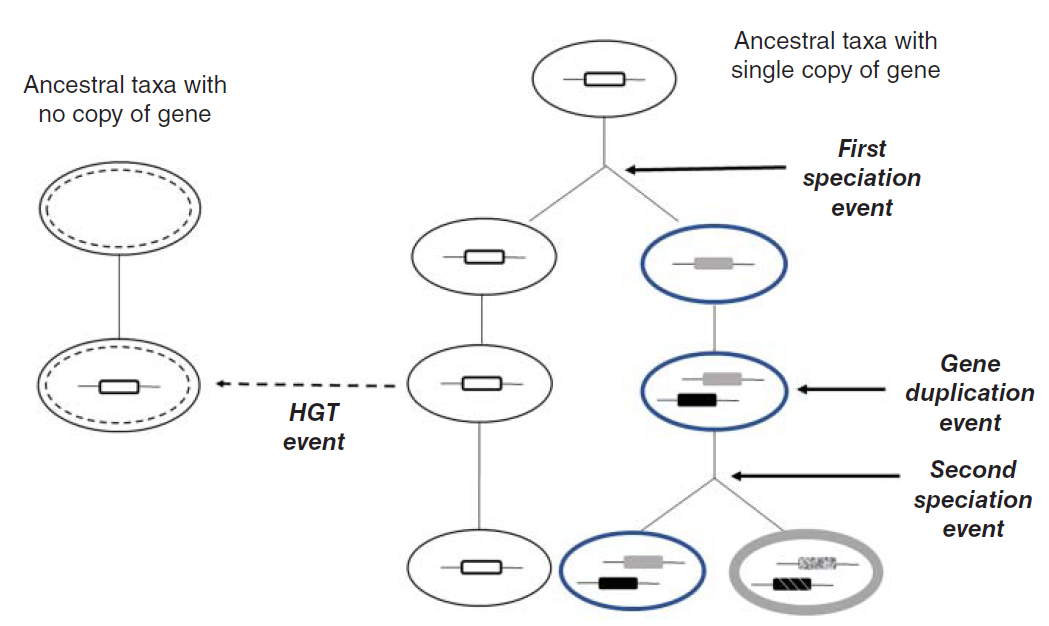 Ancestral taxa with
no copy of gene
Ancestral taxa with
single copy of gene
First
speciation
event
HGT
event
Gene
duplication
event
Second
speciation
event